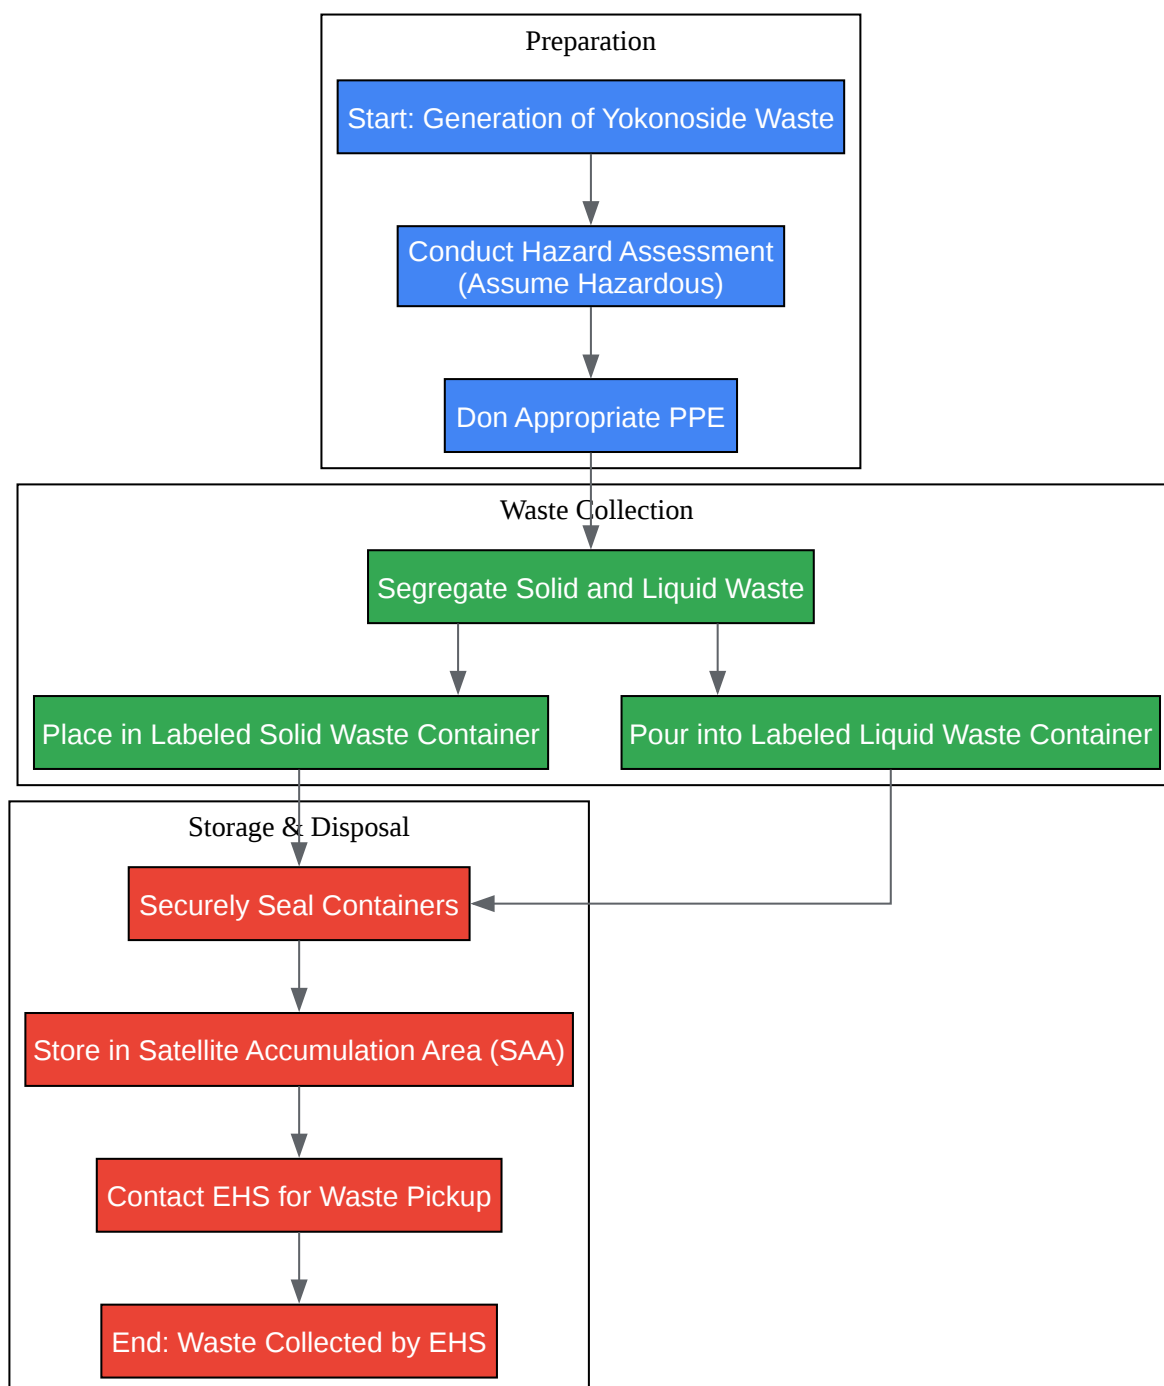 Preparation
Start: Generation of Yokonoside Waste
Conduct Hazard Assessment
(Assume Hazardous)
Don Appropriate PPE
Waste Collection
Segregate Solid and Liquid Waste
Place in Labeled Solid Waste Container
Pour into Labeled Liquid Waste Container
Storage & Disposal
Securely Seal Containers
Store in Satellite Accumulation Area (SAA)
Contact EHS for Waste Pickup
End: Waste Collected by EHS